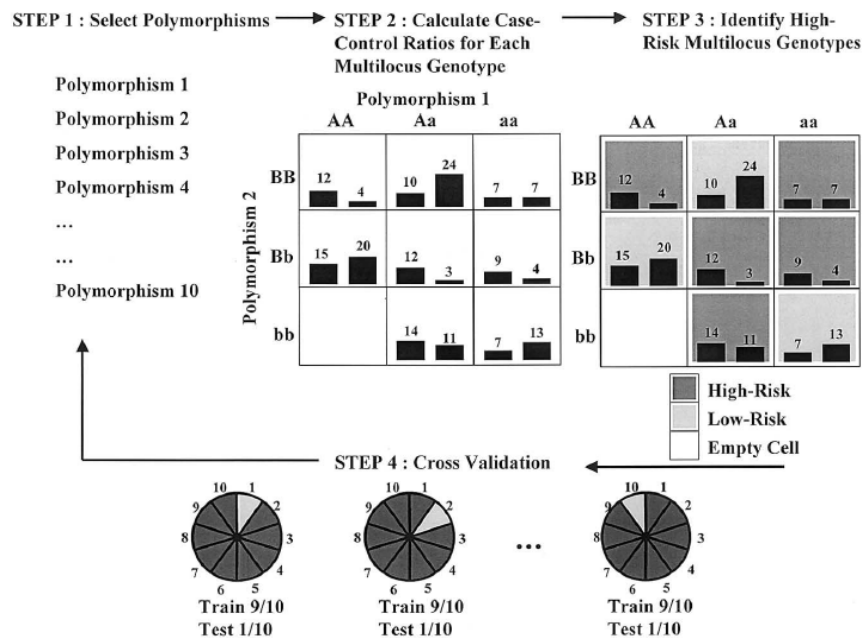 STEP 1 : Select Polymorphisms
STEP 2 : Calculate Case-
Control Ratios for Each
Multilocus Genotype
STEP 3 : Identify High-
Risk Multilocus Genotypes
Polymorphism 1
Polymorphism 2
Polymorphism 3
Polymorphism 4
...
...
Polymorphism 10
Polymorphism 1
AA Aa aa
Polymorphism 2
BB
12 4 10 24 7 7
Bb
15 20 12 3 9 4
bb
14 11 7 13
AA Aa aa
BB
12 4 10 24 7 7
Bb
15 20 12 3 9 4
bb
14 11 7 13
High-Risk
Low-Risk
Empty Cell
STEP 4 : Cross Validation
1 2 3 4 5 6 7 8 9 10
Train 9/10
Test 1/10
1 2 3 4 5 6 7 8 9 10
Train 9/10
Test 1/10
...
1 2 3 4 5 6 7 8 9 10
Train 9/10
Test 1/10